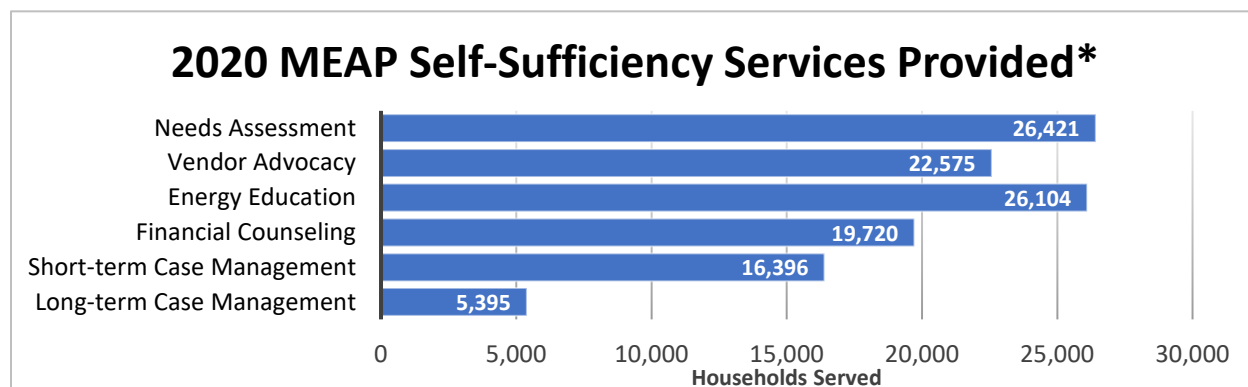 2020 MEAP Self-Sufficiency Services Provided*
Needs Assessment 26,421
Vendor Advocacy 22,575
Energy Education 26,104
Financial Counseling 19,720
Short-term Case Management 16,396
Long-term Case Management 5,395
0 5,000 10,000 15,000 20,000 25,000 30,000
Households Served